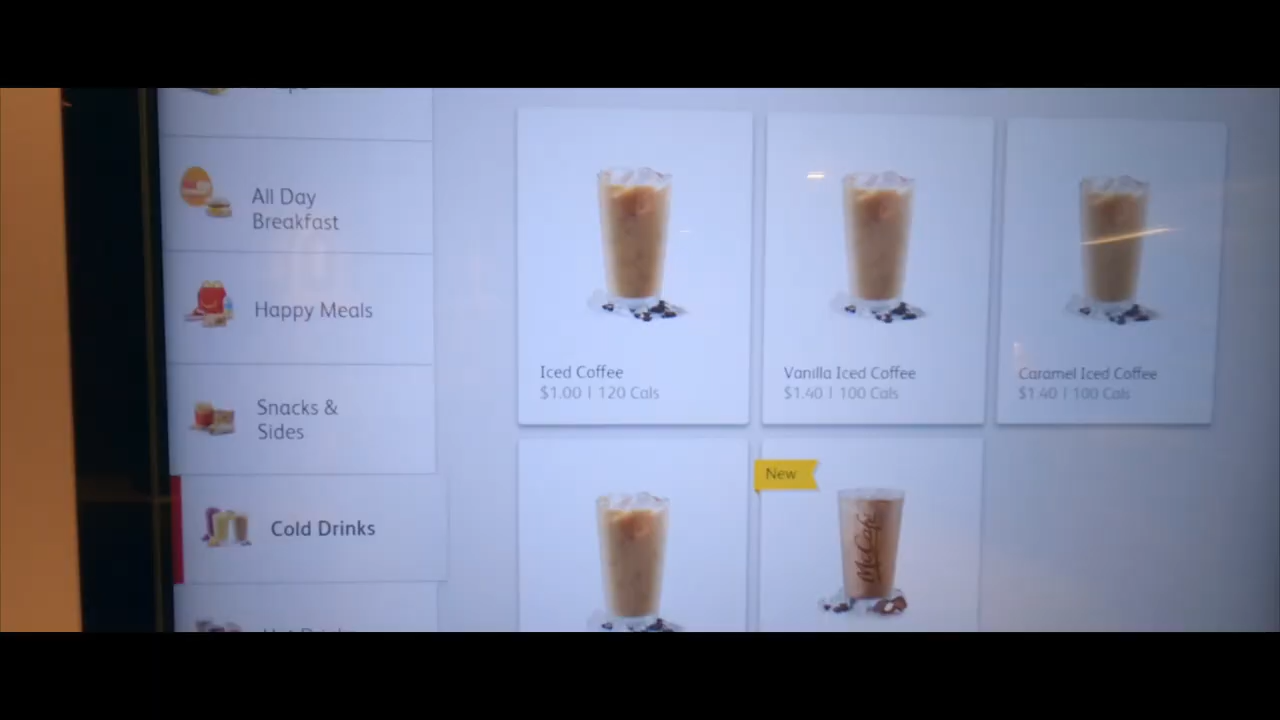 All Day
Breakfast
Happy Meals
Snacks &
Sides
Cold Drinks
Iced Coffee
$1.00 | 120 Cals
Vanilla Iced Coffee
$1.40 | 100 Cals
Caramel Iced Coffee
$1.40 | 100 Cals
New
McCafé